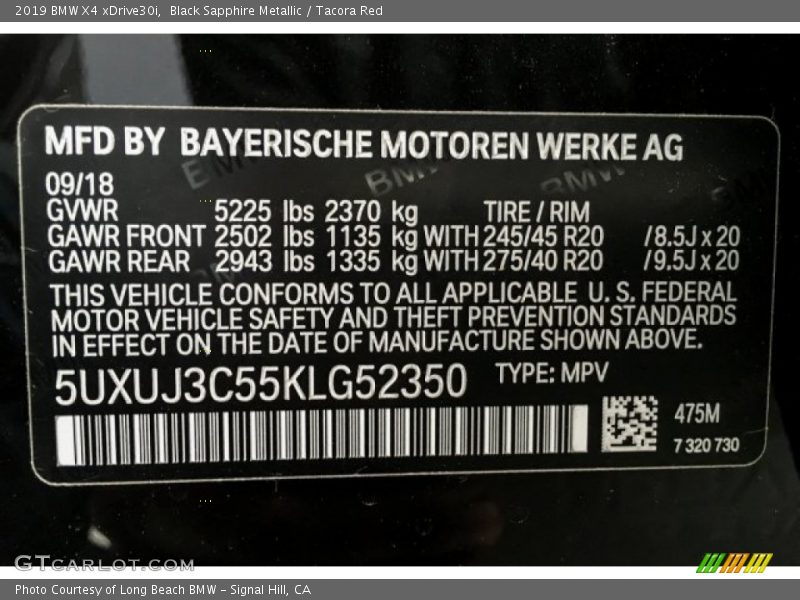 2019 BMW X4 xDrive30i,  Black Sapphire Metallic / Tacora Red
MFD BY BAYERISCHE MOTOREN WERKE AG
09/18
GVWR 5225 lbs 2370 kg TIRE / RIM
GAWR FRONT 2502 lbs 1135 kg WITH 245/45 R20 /8.5J x 20
GAWR REAR 2943 lbs 1335 kg WITH 275/40 R20 /9.5J x 20
THIS VEHICLE CONFORMS TO ALL APPLICABLE U. S. FEDERAL
MOTOR VEHICLE SAFETY AND THEFT PREVENTION STANDARDS
IN EFFECT ON THE DATE OF MANUFACTURE SHOWN ABOVE.
5UXUJ3C55KLG52350 TYPE: MPV
475M
7 320 730
GTCARLOT.COM
Photo Courtesy of Long Beach BMW - Signal Hill, CA